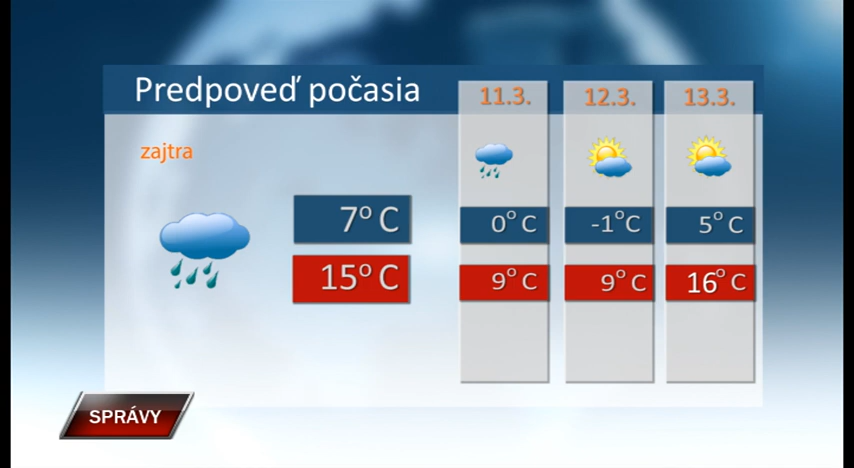 Predpoveď počasia
zajtra
7° C
15° C
11.3. 12.3. 13.3.
0° C -1°C 5° C
9° C 9° C 16° C
SPRÁVY